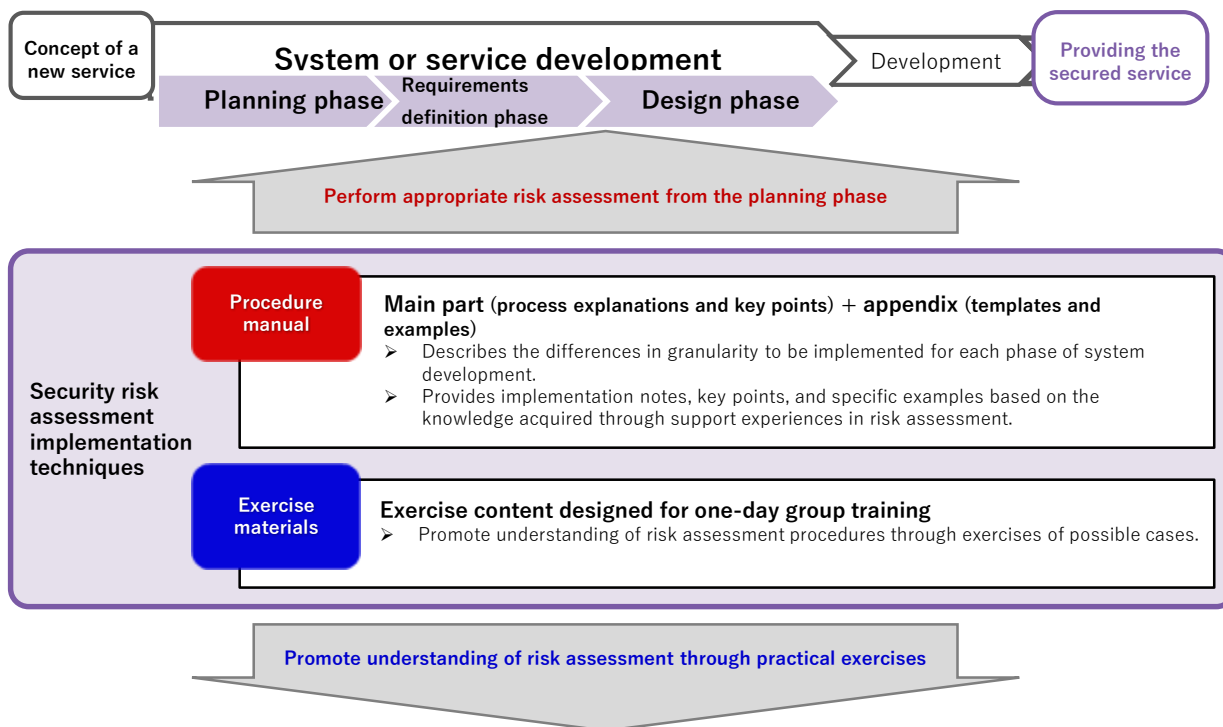 Concept of a
new service
System or service development
Development
Providing the
secured service
Planning phase
Requirements
definition phase
Design phase
Perform appropriate risk assessment from the planning phase
Security risk
assessment
implementation
techniques
Procedure
manual
Main part (process explanations and key points) + appendix (templates and
examples)
➢ Describes the differences in granularity to be implemented for each phase of system
development.
➢ Provides implementation notes, key points, and specific examples based on the
knowledge acquired through support experiences in risk assessment.
Exercise
materials
Exercise content designed for one-day group training
➢ Promote understanding of risk assessment procedures through exercises of possible cases.
Promote understanding of risk assessment through practical exercises